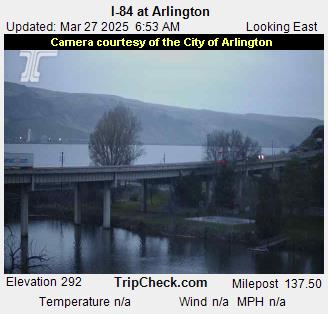 I-84 at Arlington
Updated: Mar 27 2025 6:53 AM Looking East
Camera courtesy of the City of Arlington
Elevation 292 TripCheck.com Milepost 137.50
Temperature n/a Wind n/a MPH n/a